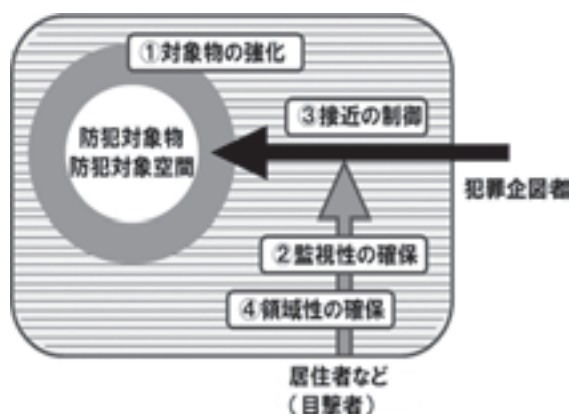 ①対象物の強化
③接近の制御
防犯対象物
防犯対象空間
犯罪企図者
②監視性の確保
④領域性の確保
居住者など
(目撃者)